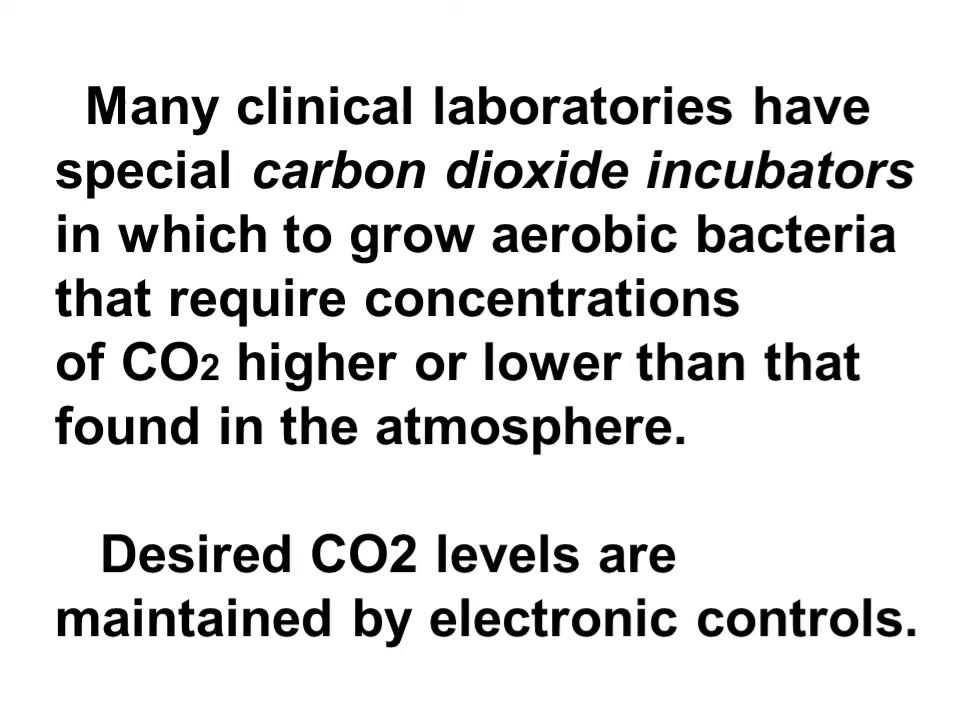 Many clinical laboratories have
special carbon dioxide incubators
in which to grow aerobic bacteria
that require concentrations
of CO2 higher or lower than that
found in the atmosphere.
Desired CO2 levels are
maintained by electronic controls.